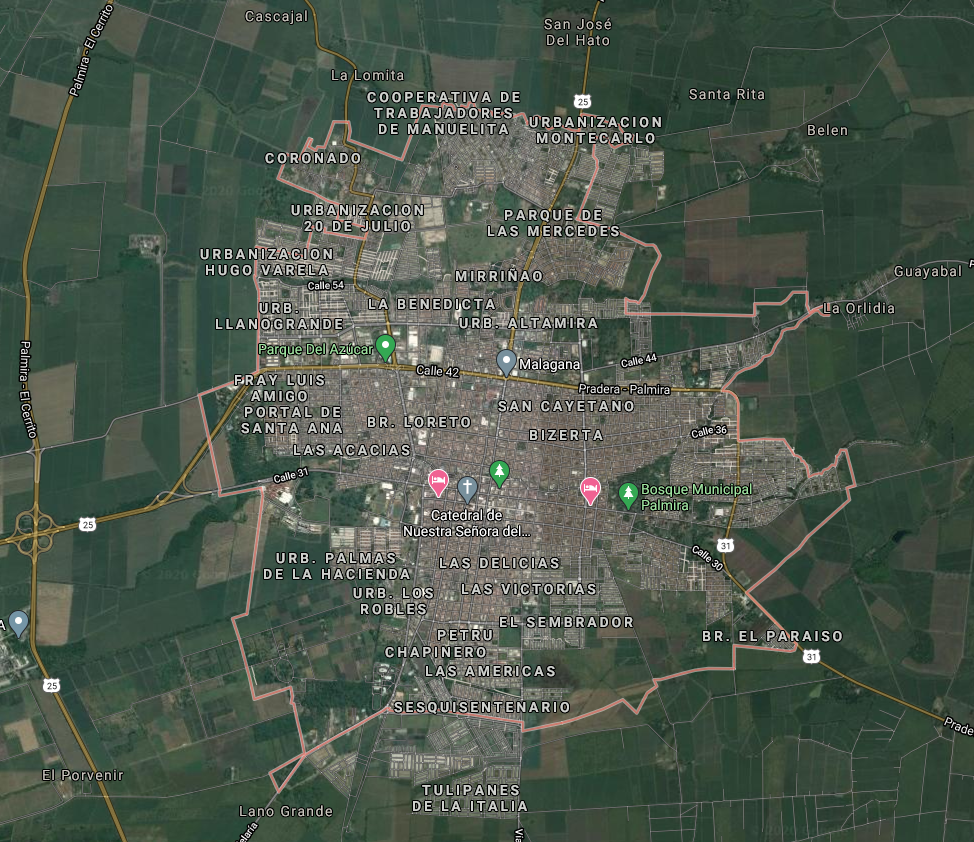 Cascajal
San José
Del Hato
Palmira - El Cerrito
La Lomita
COOPERATIVA DE
TRABAJADORES
DE MANUELITA
25
Santa Rita
URBANIZACION
MONTECARLO
Belen
CORONADO
URBANIZACION
20 DE JULIO
PARQUE DE
LAS MERCEDES
URBANIZACION
HUGO VARELA
MIRRIÑAO
Guayabal
Calle 54
LA BENEDICTA
URB.
LLANOGRANDE
URB. ALTAMIRA
La Orlidia
Parque Del Azúcar
Malagana
Calle 44
Calle 42
Palmira - El Cerrito
FRAY LUIS
AMIGO
Pradera - Palmira
PORTAL DE
SANTA ANA
BR. LORETO
SAN CAYETANO
BIZERTA
Calle 36
LAS ACACIAS
Calle 31
Bosque Municipal
Palmira
Catedral de
Nuestra Señora del...
25
31
Calle 30
URB. PALMAS
DE LA HACIENDA
LAS DELICIAS
URB. LOS
ROBLES
LAS VICTORIAS
EL SEMBRADOR
A
PETRU
CHAPINERO
BR. EL PARAISO
31
LAS AMERICAS
25
SESQUISENTENARIO
Prade
El Porvenir
TULIPANES
DE LA ITALIA
Lano Grande
elaria
Vía